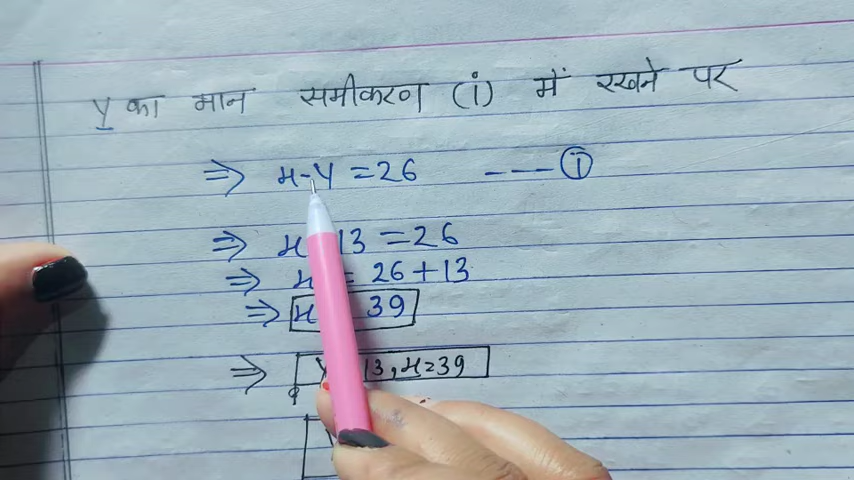 y का मान समीकरण (i) में रखने पर
⇒ x-y = 26 --- (i)
⇒ x 13 = 26
⇒ x = 26 + 13
⇒ x 39
⇒ y 13, x = 39